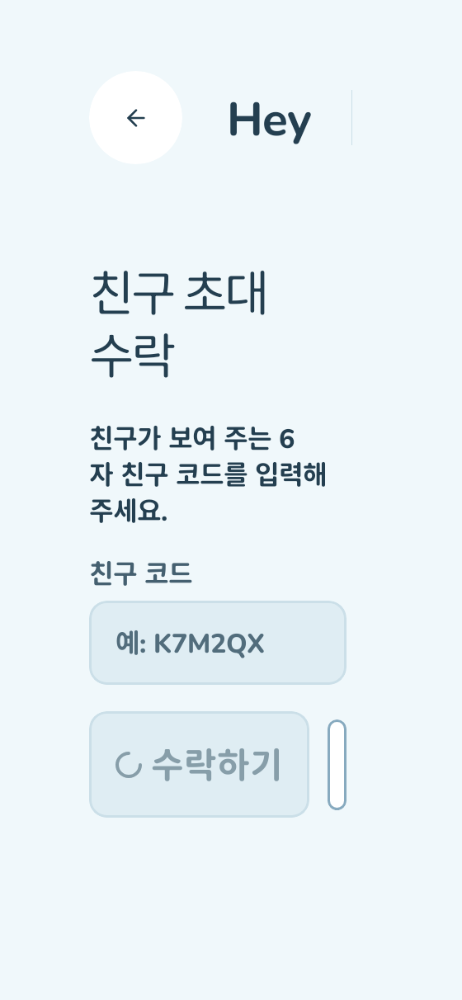 Hey
친구 초대
수락
친구가 보여 주는 6
자 친구 코드를 입력해
주세요.
친구 코드
예: K7M2QX
수락하기